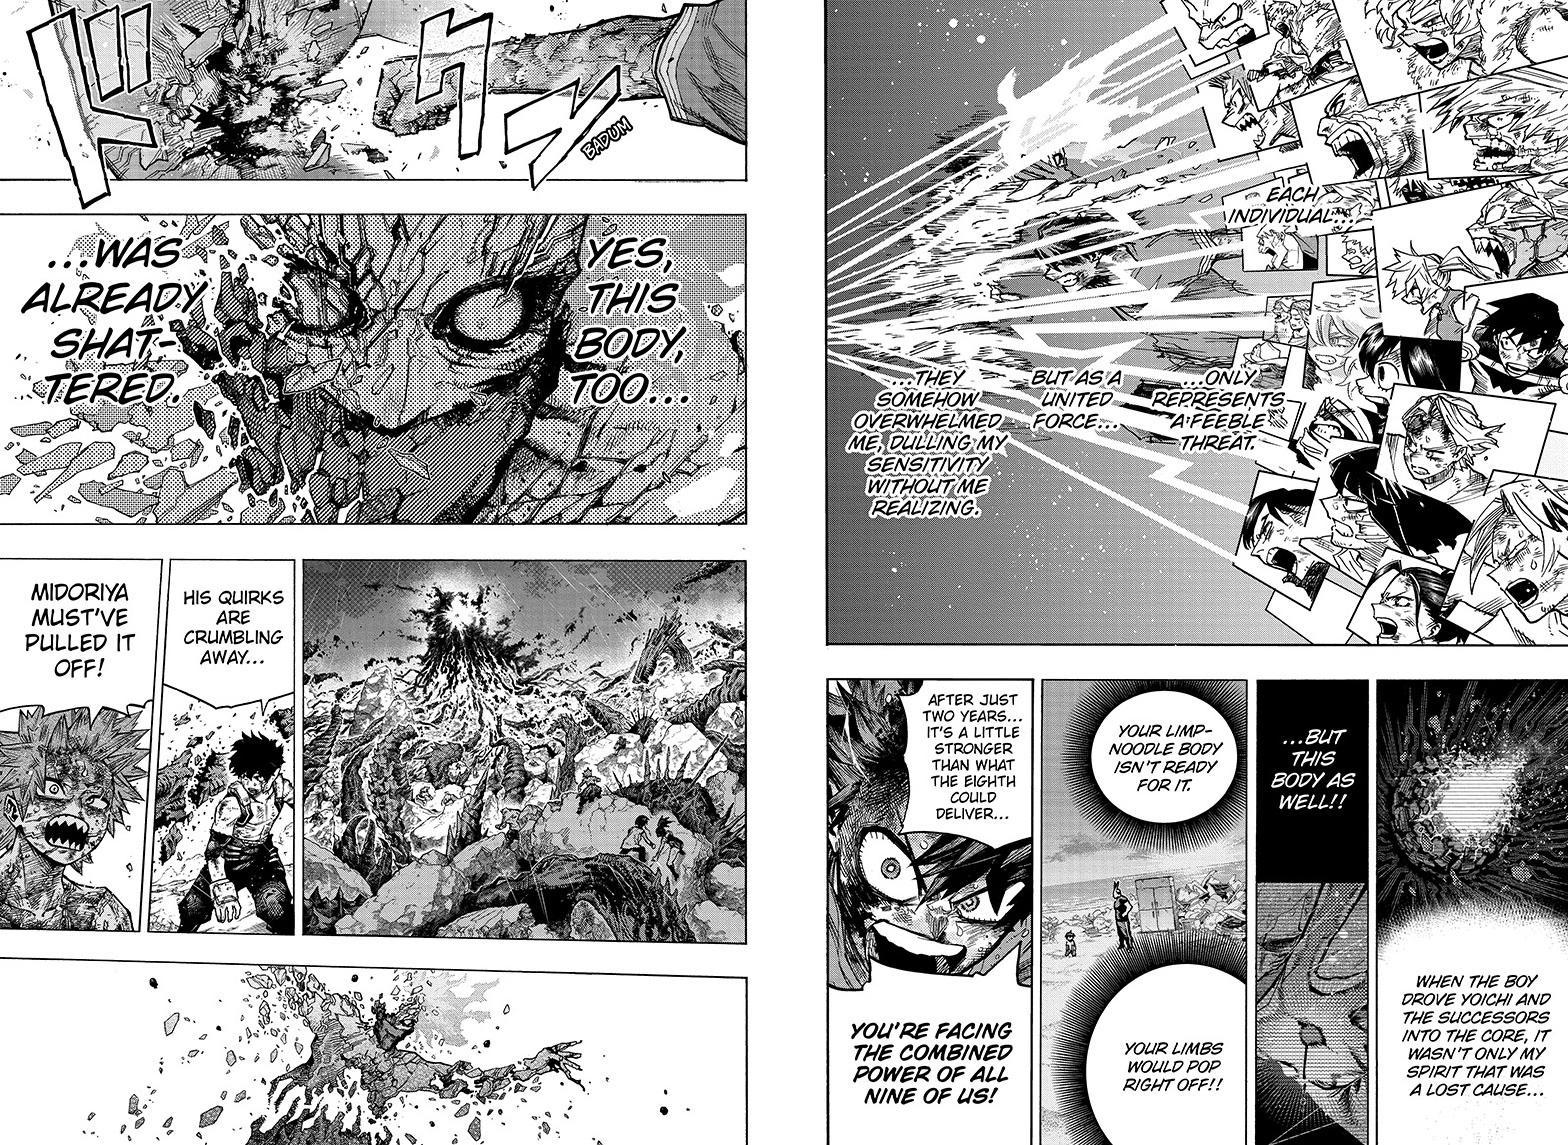 EACH
INDIVIDUAL...
...ONLY
REPRESENTS
A FEEBLE
THREAT.
BUT AS A
UNITED
FORCE...
...THEY
SOMEHOW
OVERWHELMED
ME, DULLING MY
SENSITIVITY
WITHOUT ME
REALIZING.
WHEN THE BOY
DROVE YOICHI AND
THE SUCCESSORS
INTO THE CORE, IT
WASN'T ONLY MY
SPIRIT THAT WAS
A LOST CAUSE...
...BUT
THIS
BODY AS
WELL!!
YOUR LIMP-
NOODLE BODY
ISN'T READY
FOR IT.
YOUR LIMBS
WOULD POP
RIGHT OFF!!
AFTER JUST
TWO YEARS...
IT'S A LITTLE
STRONGER
THAN WHAT
THE EIGHTH
COULD
DELIVER...
YOU'RE FACING
THE COMBINED
POWER OF ALL
NINE OF US!
ドクン
BADUM
YES,
THIS
BODY,
TOO...
...WAS
ALREADY
SHAT-
TERED.
HIS QUIRKS
ARE
CRUMBLING
AWAY...
MIDORIYA
MUST'VE
PULLED IT
OFF!